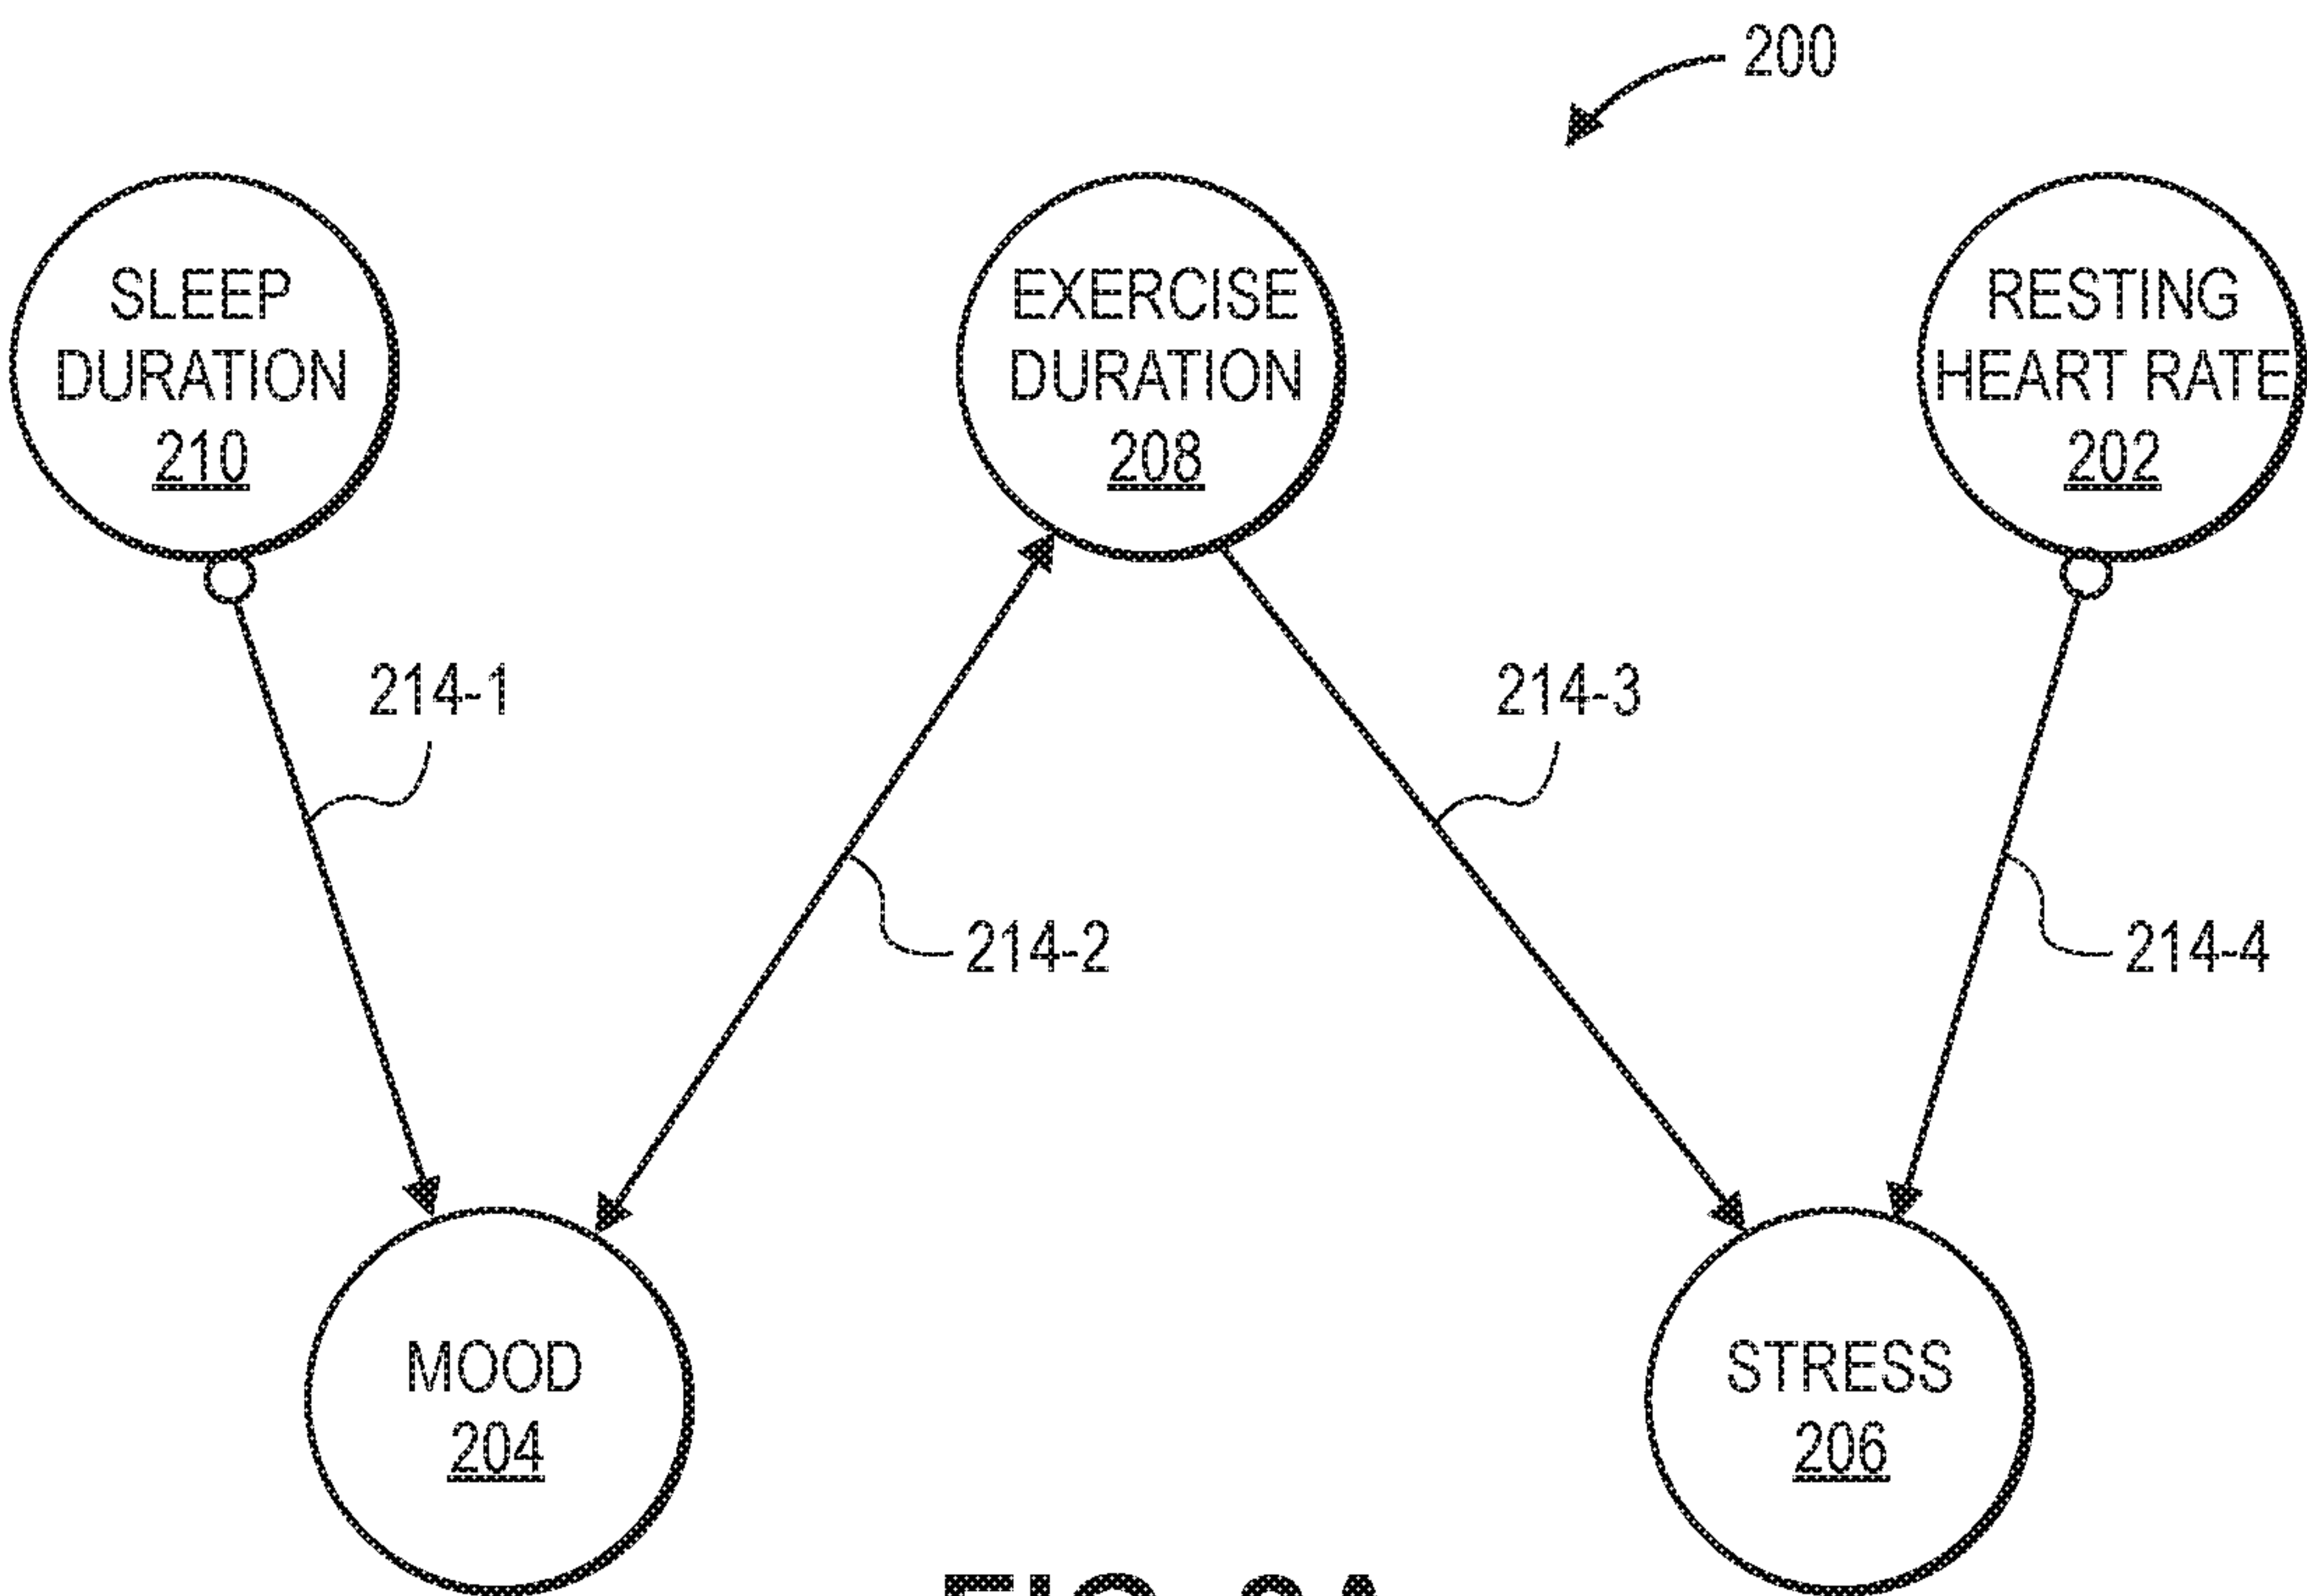 200
SLEEP
DURATION
210
EXERCISE
DURATION
208
RESTING
HEART RATE
202
214-1
214-3
214-2
214-4
MOOD
204
STRESS
206